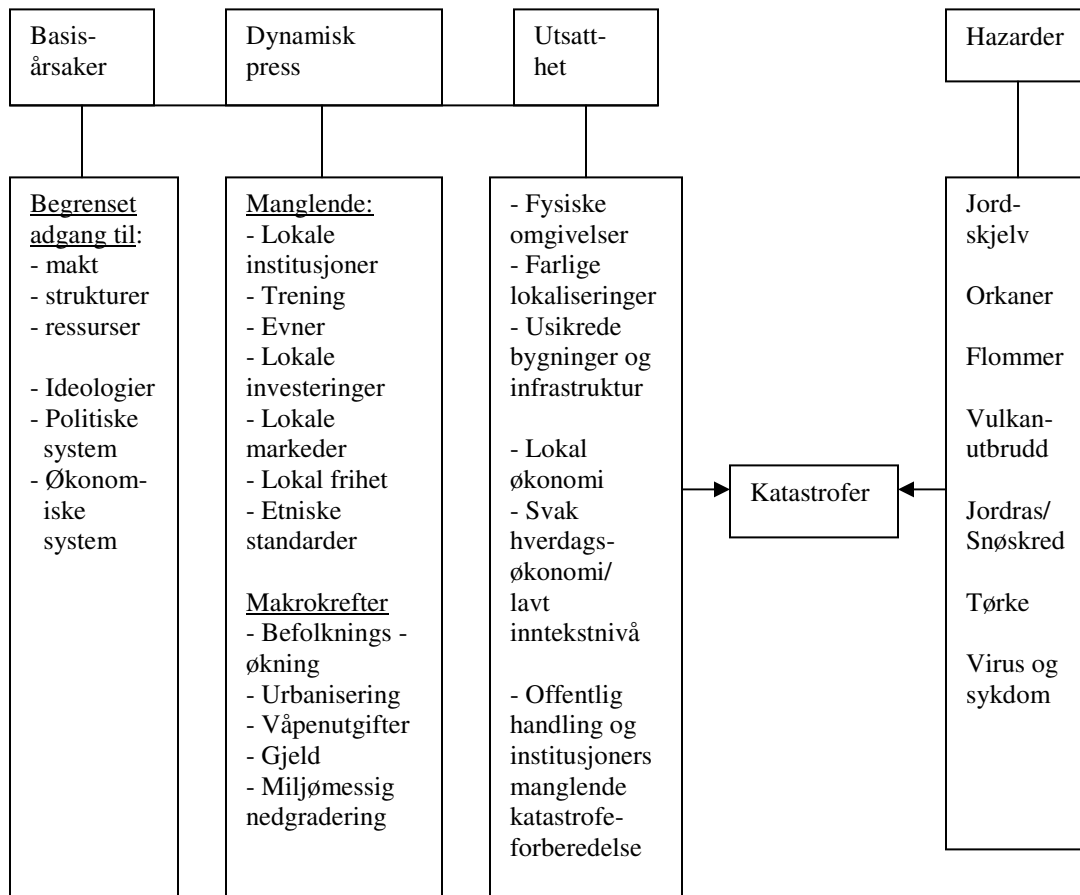 Basis-
årsaker
Dynamisk
press
Utsatt-
het
Hazarder
Begrenset
adgang til:
- makt
- strukturer
- ressurser
- Ideologier
- Politiske
system
- Økonom-
iske
system
Manglende:
- Lokale
institusjoner
- Trening
- Evner
- Lokale
investeringer
- Lokale
markeder
- Lokal frihet
- Etniske
standarder
Makrokrefter
- Befolknings -
økning
- Urbanisering
- Våpenutgifter
- Gjeld
- Miljømessig
nedgradering
- Fysiske
omgivelser
- Farlige
lokaliseringer
- Usikrede
bygninger og
infrastruktur
- Lokal
økonomi
- Svak
hverdags-
økonomi/
lavt
inntekstnivå
- Offentlig
handling og
institusjoners
manglende
katastrofe-
forberedelse
Katastrofer
Jord-
skjelv
Orkaner
Flommer
Vulkan-
utbrudd
Jordras/
Snøskred
Tørke
Virus og
sykdom